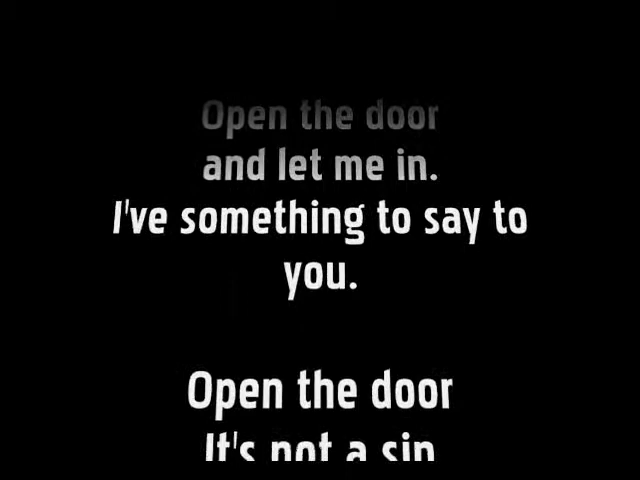 Open the door
and let me in.
I've something to say to
you.
Open the door
It's not a sin